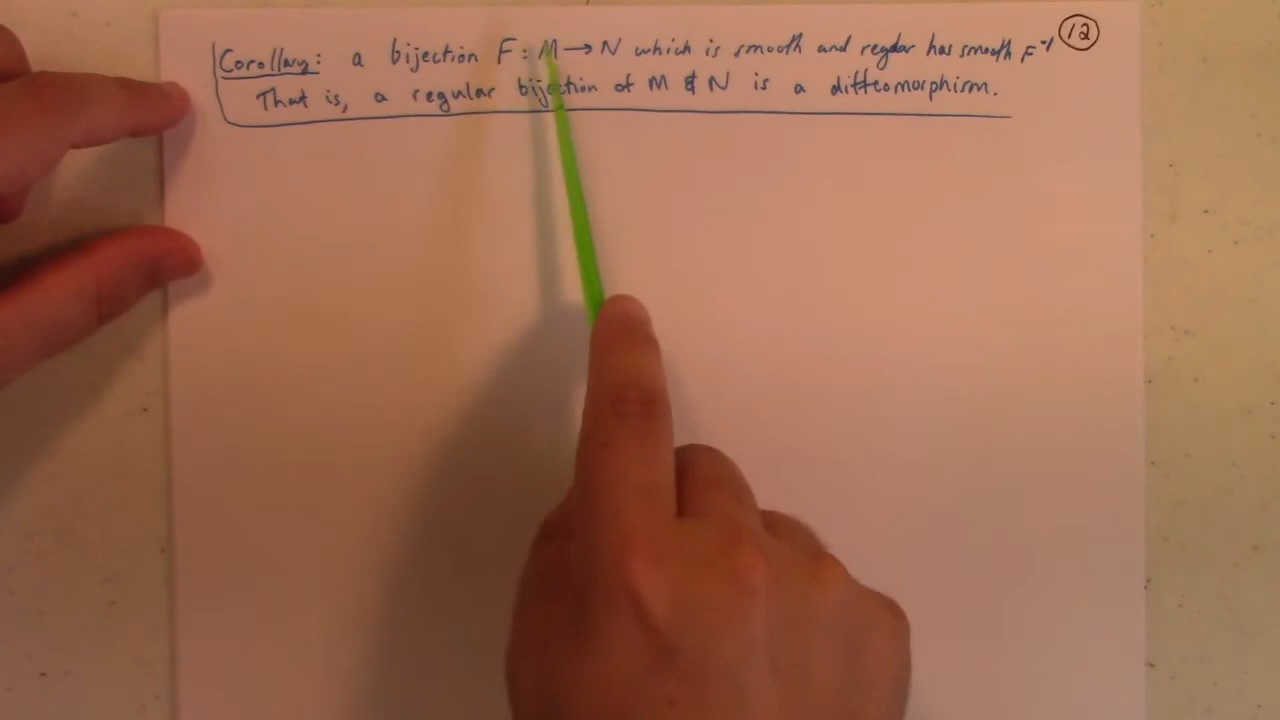 Corollary: a bijection F: M → N which is smooth and regular has smooth F⁻¹
That is, a regular bijection of M & N is a diffeomorphism.
12